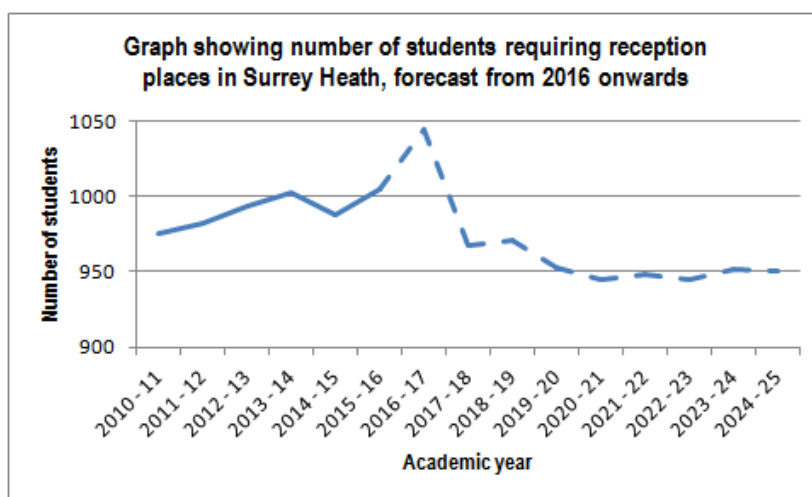 Graph showing number of students requiring reception
places in Surrey Heath, forecast from 2016 onwards
Number of students
1050
1000
950
900
2010 - 11
2011 - 12
2012 - 13
2013 - 14
2014 - 15
2015 - 16
2016 - 17
2017 - 18
2018 - 19
2019 - 20
2020 - 21
2021 - 22
2022 - 23
2023 - 24
2024 - 25
Academic year